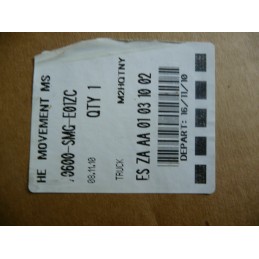 HE MOVEMENT MS
70600-SMG-E01ZC
08.11.10 QTY 1
TRUCK M2HQTNY
ES ZA AA 01 03 10 02
DEPART: 16/11/10